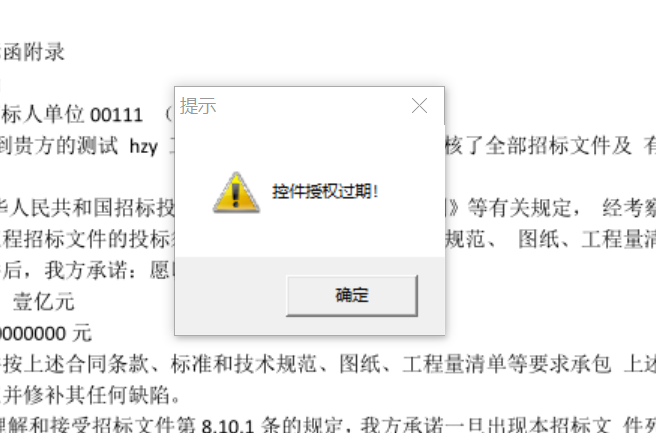 函附录
标人单位 00111 （
提示
到贵方的测试 hzy
核了全部招标文件及 有
控件授权过期!
华人民共和国招标投
》等有关规定， 经考察
程招标文件的投标
规范、 图纸、工程量清
后，我方承诺：愿
确定
壹亿元
0000000 元
按上述合同条款、标准和技术规范、图纸、工程量清单等要求承包 上述
并修补其任何缺陷。
理解和接受招标文件第 8.10.1 条的规定，我方承诺一旦出现本招标文 件列